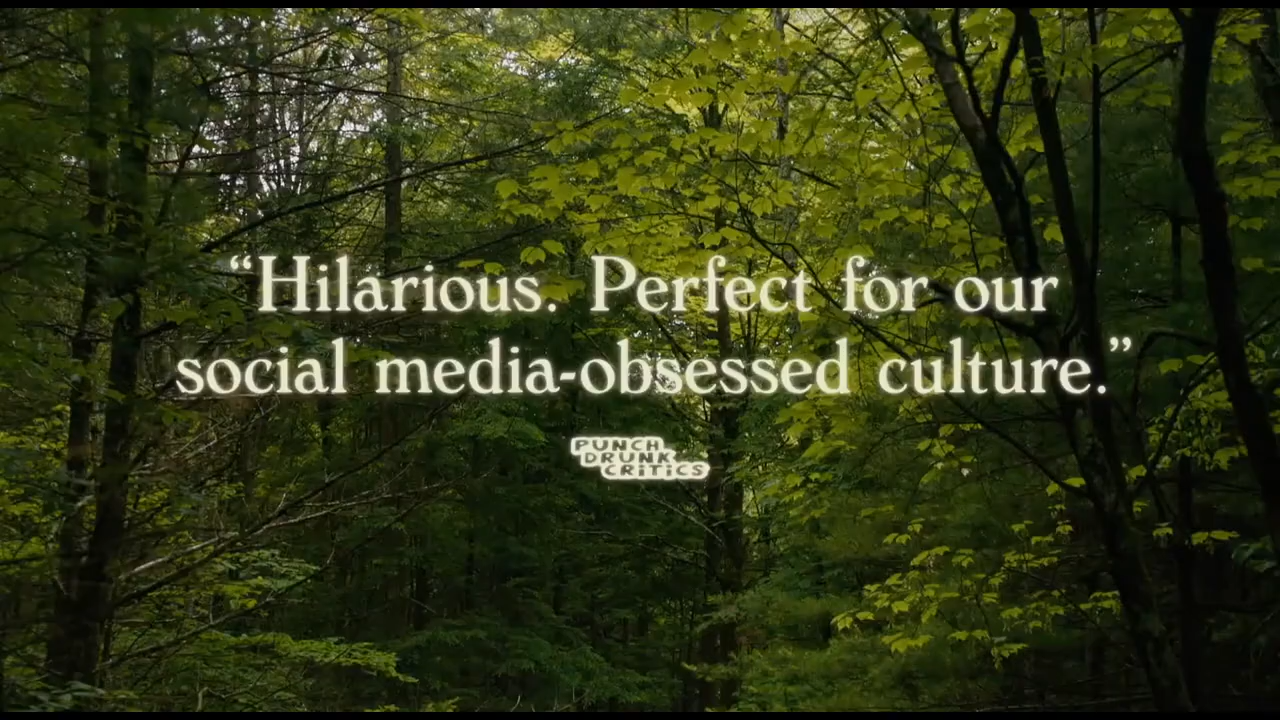 “Hilarious. Perfect for our
social media-obsessed culture.”
PUNCH
DRUNK
CRiTiCS